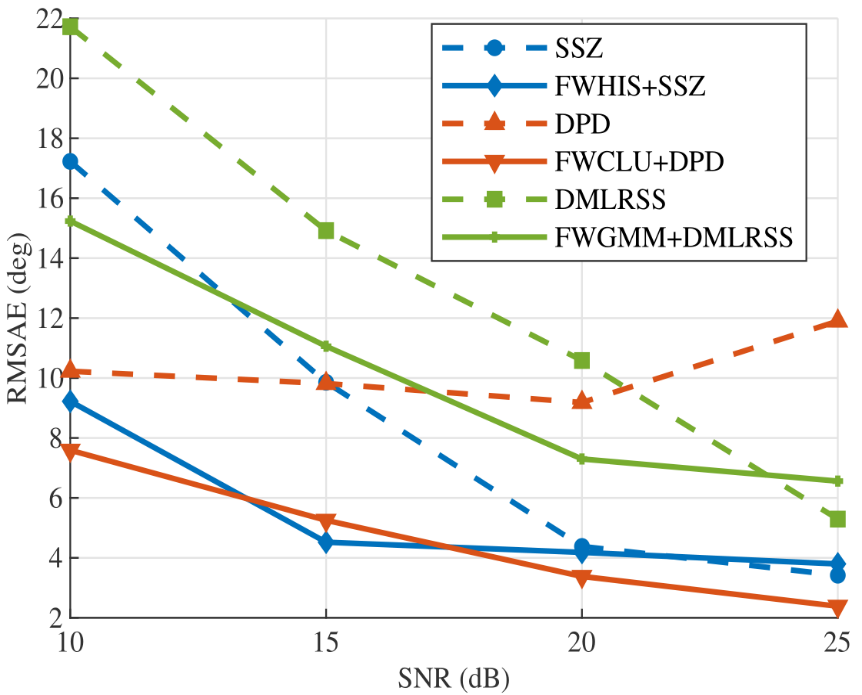 22
20
18
16
14
12
10
8
6
4
2
RMSAE (deg)
10
15
20
25
SNR (dB)
SSZ
FWHIS+SSZ
DPD
FWCLU+DPD
DMLRSS
FWGMM+DMLRSS